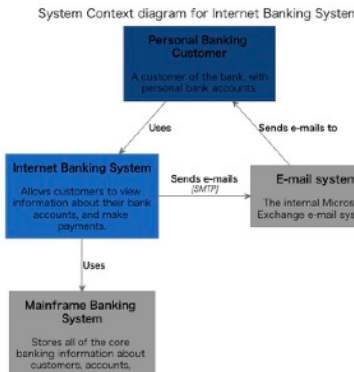 System Context diagram for Internet Banking System
Personal Banking
Customer
A customer of the bank, with
personal bank accounts.
Uses
Sends e-mails to
Internet Banking System
Allows customers to view
information about their bank
accounts, and make
payments.
Sends e-mails
[SMTP]
E-mail system
The internal
Exchange e-mail
Uses
Mainframe Banking
System
Stores all of the core
banking information about
customers, accounts,